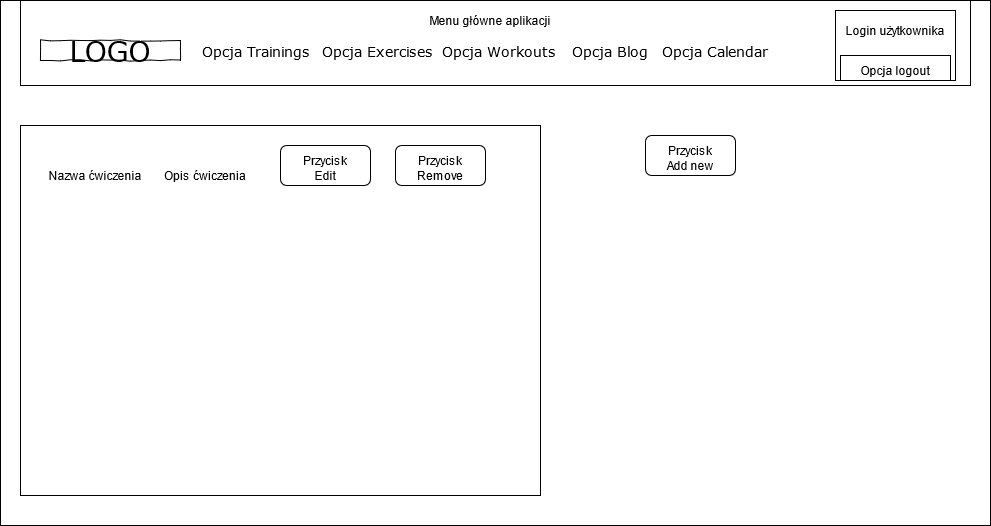 Menu główne aplikacji
LOGO
Opcja Trainings
Opcja Exercises
Opcja Workouts
Opcja Blog
Opcja Calendar
Login użytkownika
Opcja logout
Nazwa ćwiczenia
Opis ćwiczenia
Przycisk
Edit
Przycisk
Remove
Przycisk
Add new